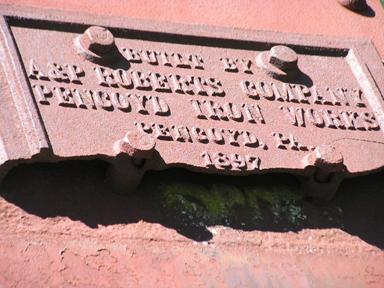 BUILT BY
A&P ROBERTS COMPANY
PENCOYD IRON WORKS
PENCOYD, PA.
1897